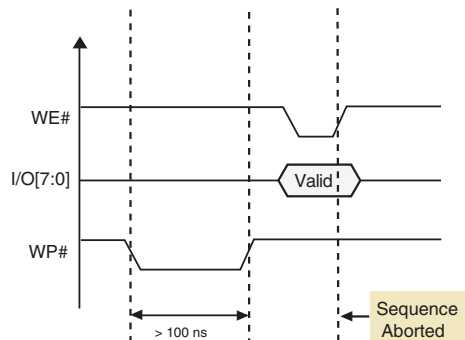 WE#
I/O[7:0]
Valid
WP#
> 100 ns
Sequence
Aborted